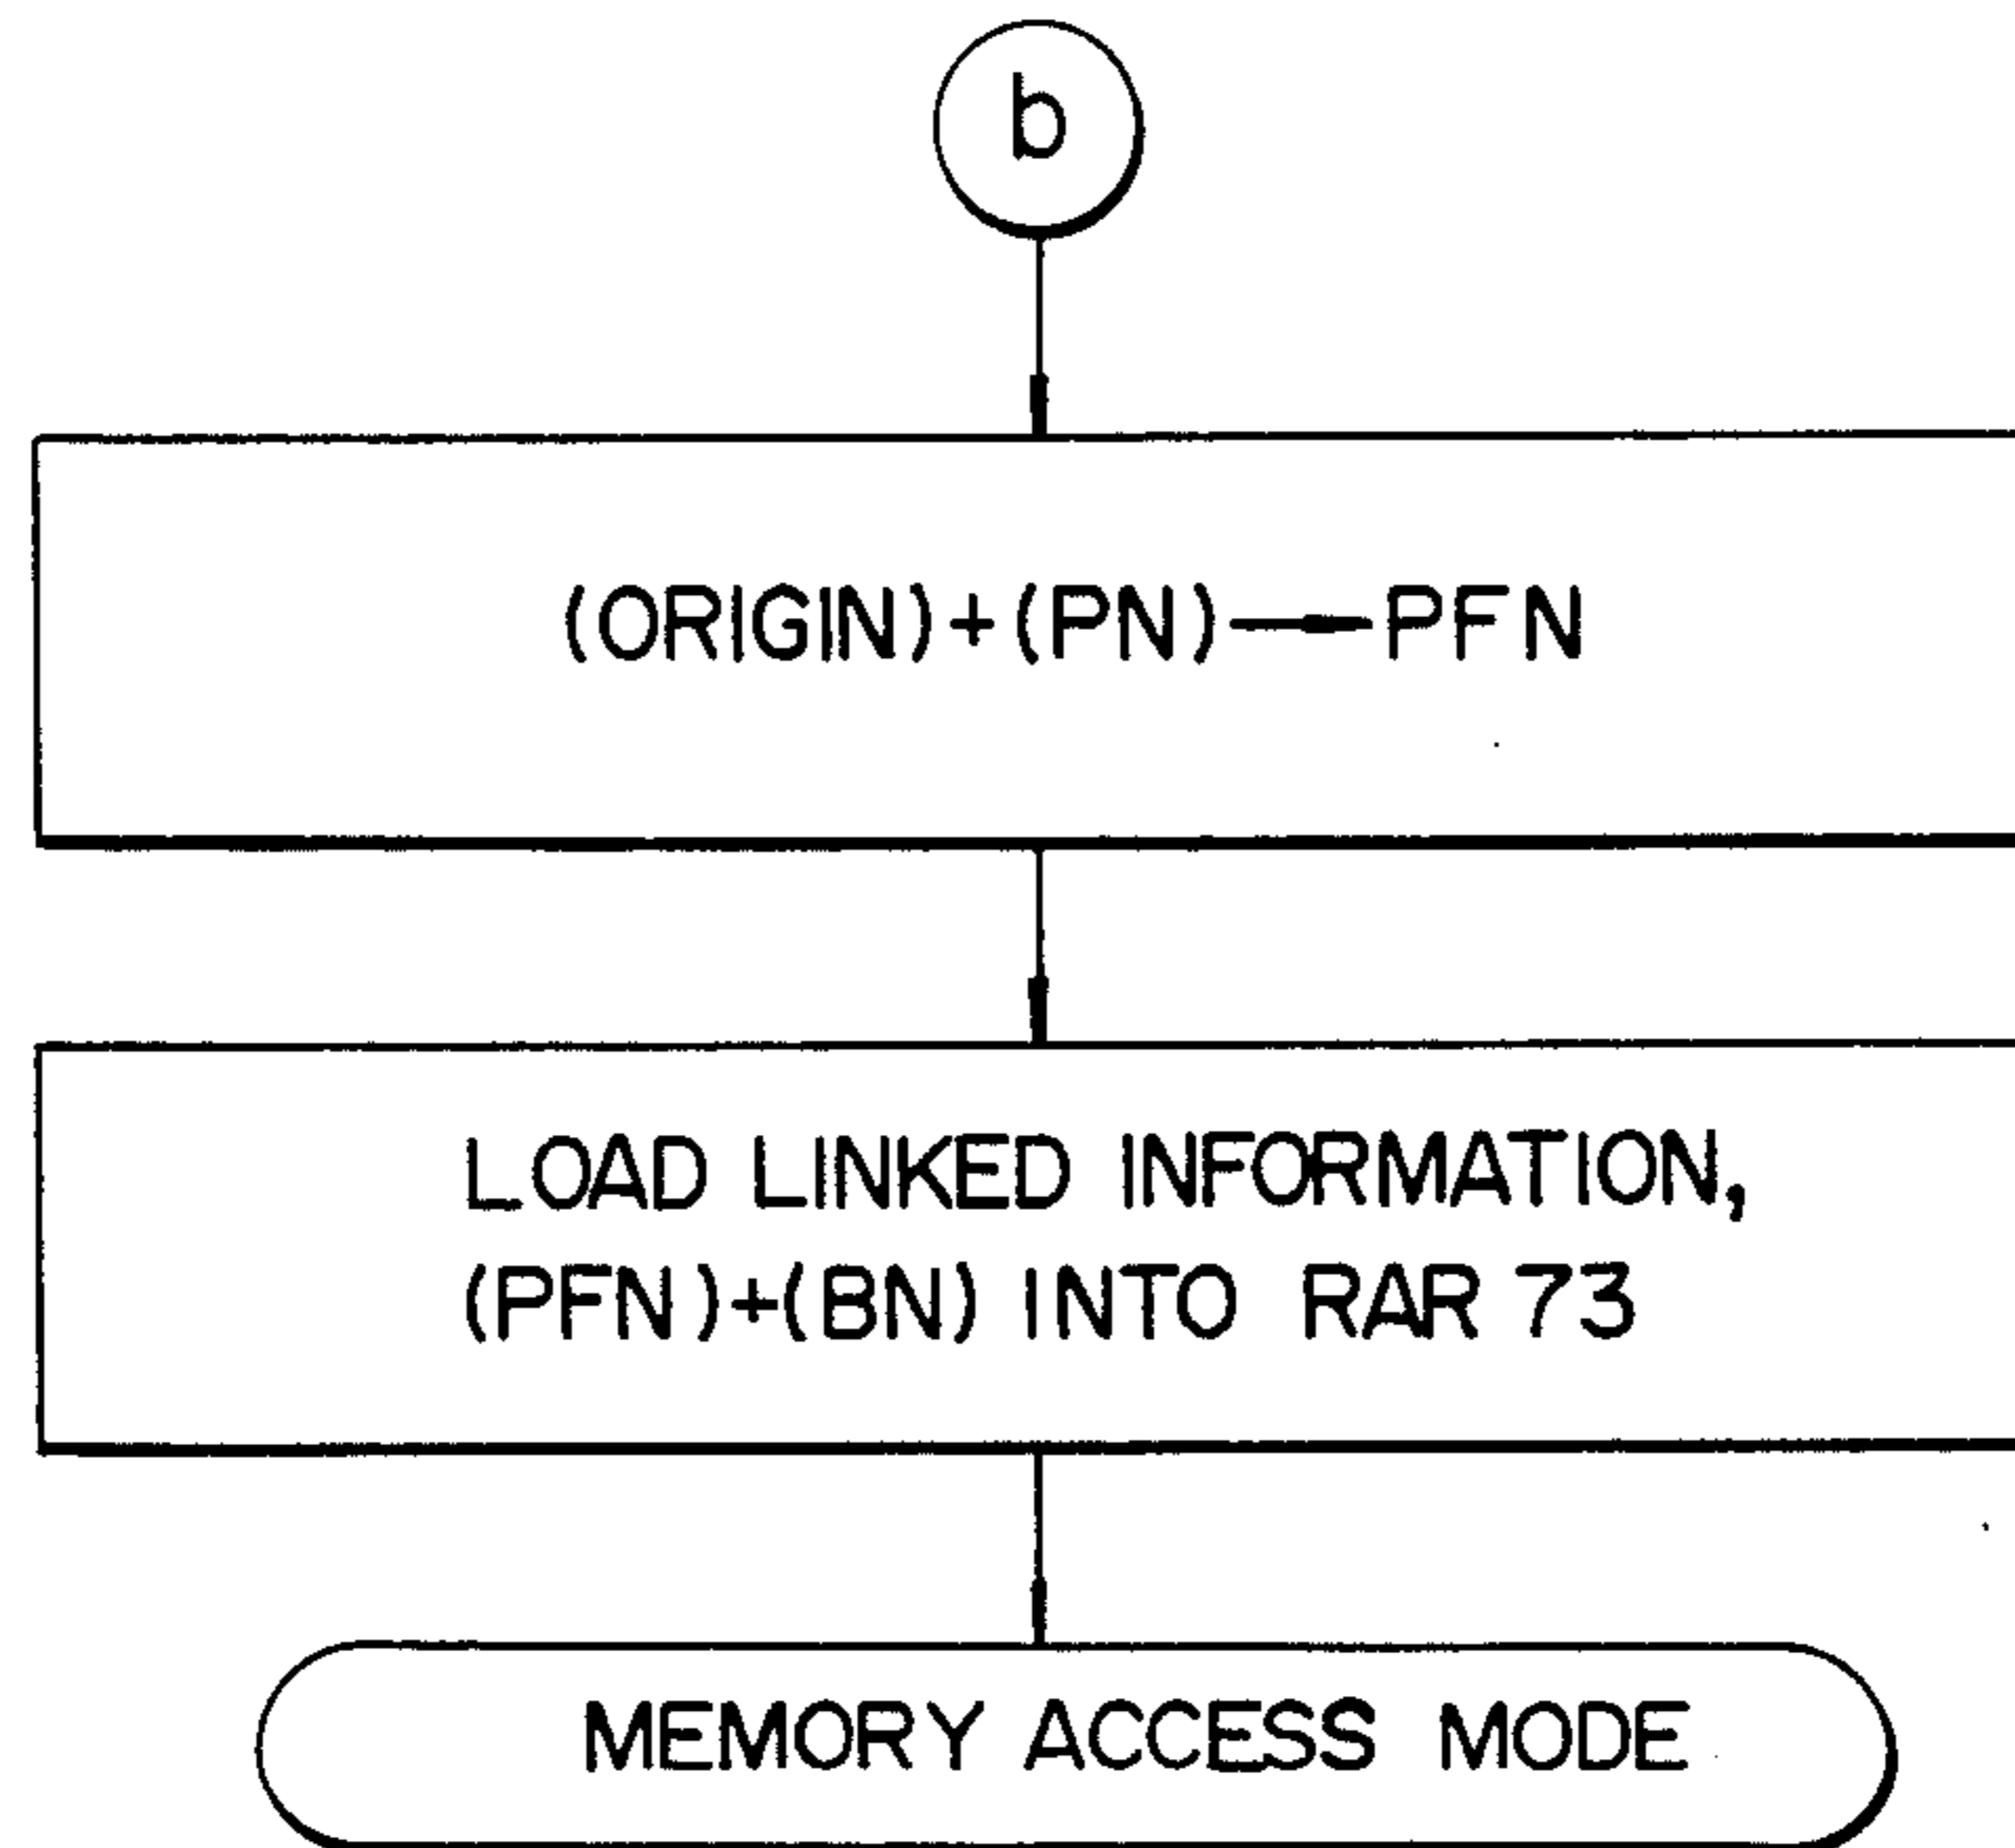 b
(ORIGIN)+(PN)→PFN
LOAD LINKED INFORMATION,
(PFN)+(BN) INTO RAR 73
MEMORY ACCESS MODE